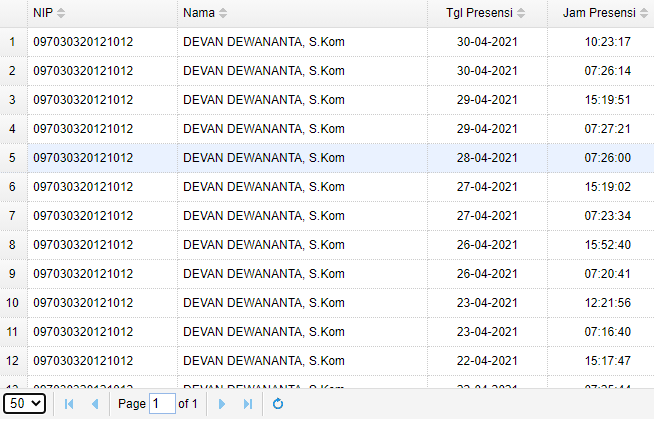 NIP Nama Tgl Presensi Jam Presensi
1 097030320121012 DEVAN DEWANANTA, S.Kom 30-04-2021 10:23:17
2 097030320121012 DEVAN DEWANANTA, S.Kom 30-04-2021 07:26:14
3 097030320121012 DEVAN DEWANANTA, S.Kom 29-04-2021 15:19:51
4 097030320121012 DEVAN DEWANANTA, S.Kom 29-04-2021 07:27:21
5 097030320121012 DEVAN DEWANANTA, S.Kom 28-04-2021 07:26:00
6 097030320121012 DEVAN DEWANANTA, S.Kom 27-04-2021 15:19:02
7 097030320121012 DEVAN DEWANANTA, S.Kom 27-04-2021 07:23:34
8 097030320121012 DEVAN DEWANANTA, S.Kom 26-04-2021 15:52:40
9 097030320121012 DEVAN DEWANANTA, S.Kom 26-04-2021 07:20:41
10 097030320121012 DEVAN DEWANANTA, S.Kom 23-04-2021 12:21:56
11 097030320121012 DEVAN DEWANANTA, S.Kom 23-04-2021 07:16:40
12 097030320121012 DEVAN DEWANANTA, S.Kom 22-04-2021 15:17:47
50 Page 1 of 1